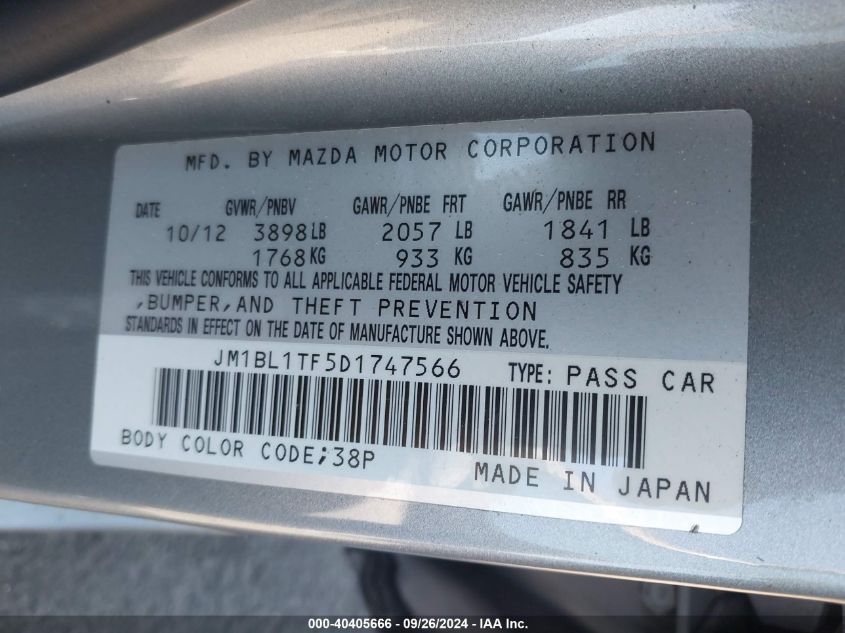 MFD. BY MAZDA MOTOR CORPORATION
DATE GVWR/PNBV GAWR/PNBE FRT GAWR/PNBE RR
10/12 3898LB 2057 LB 1841 LB
1768KG 933 KG 835 KG
THIS VEHICLE CONFORMS TO ALL APPLICABLE FEDERAL MOTOR VEHICLE SAFETY
,BUMPER,AND THEFT PREVENTION
STANDARDS IN EFFECT ON THE DATE OF MANUFACTURE SHOWN ABOVE.
JM1BL1TF5D1747566 TYPE: PASS CAR
BODY COLOR CODE;38P
MADE IN JAPAN
000-40405666 - 09/26/2024 - IAA Inc.